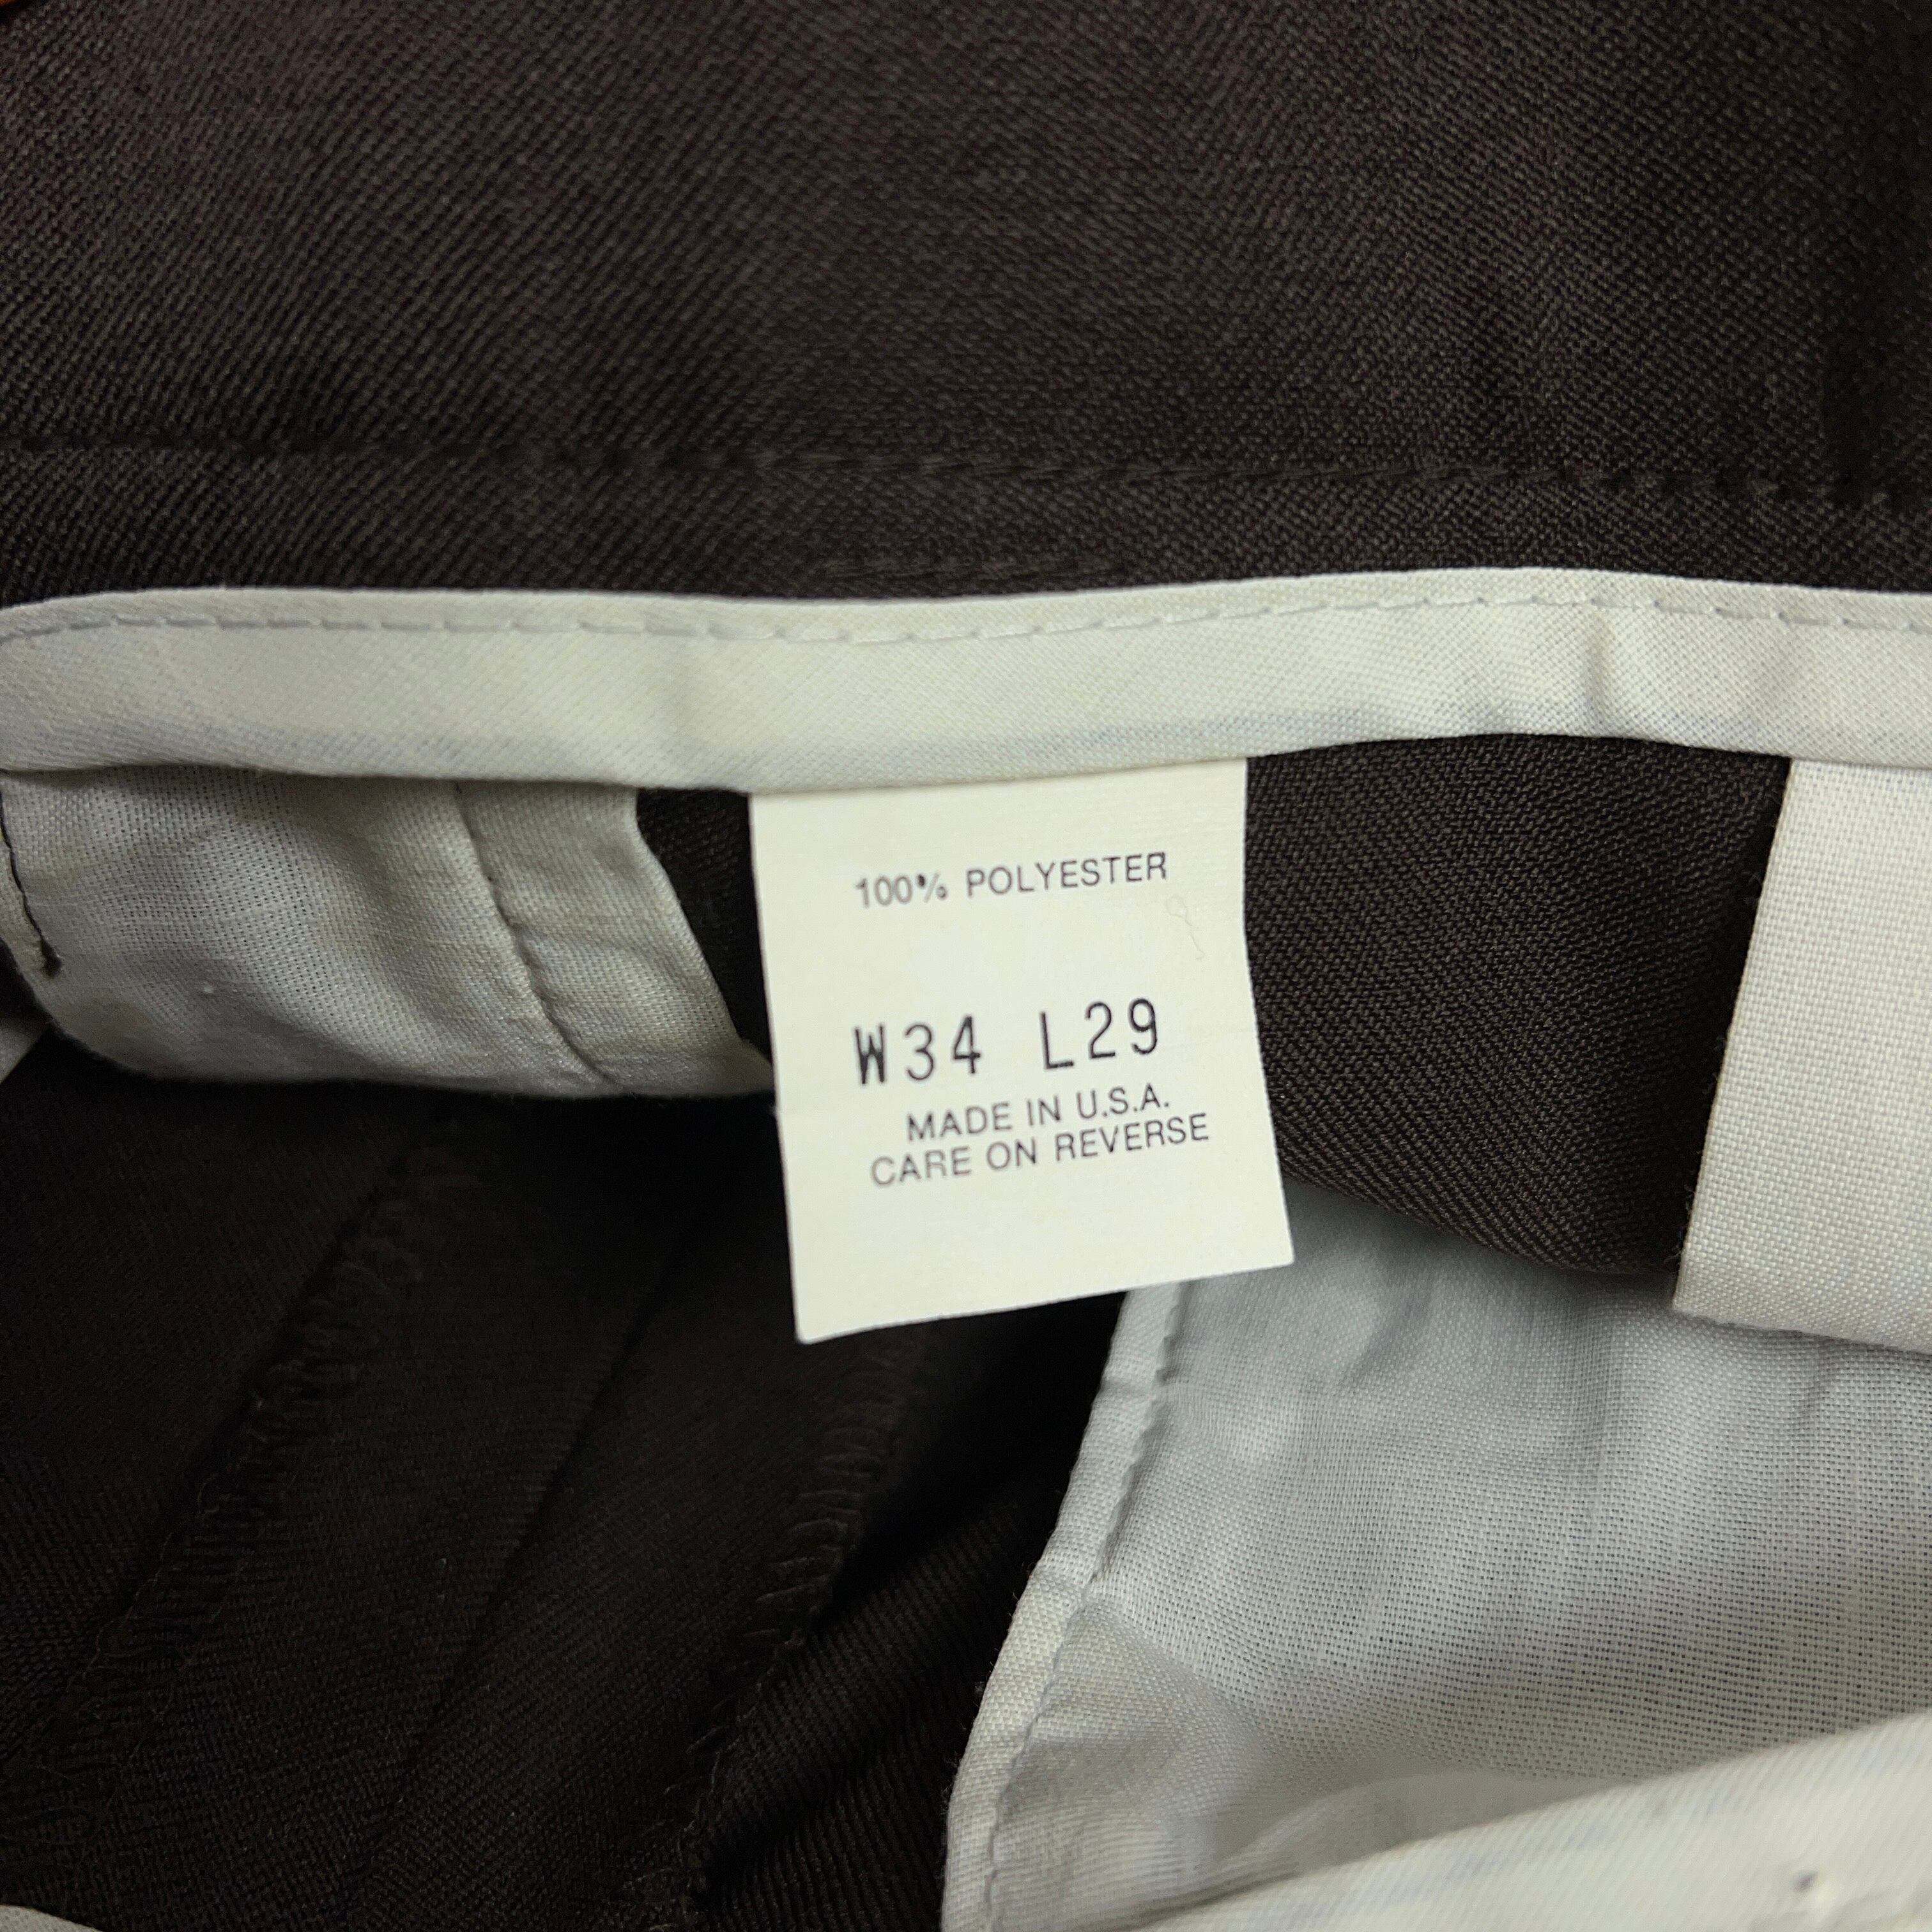 100% POLYESTER
W34 L29
MADE IN U.S.A.
CARE ON REVERSE